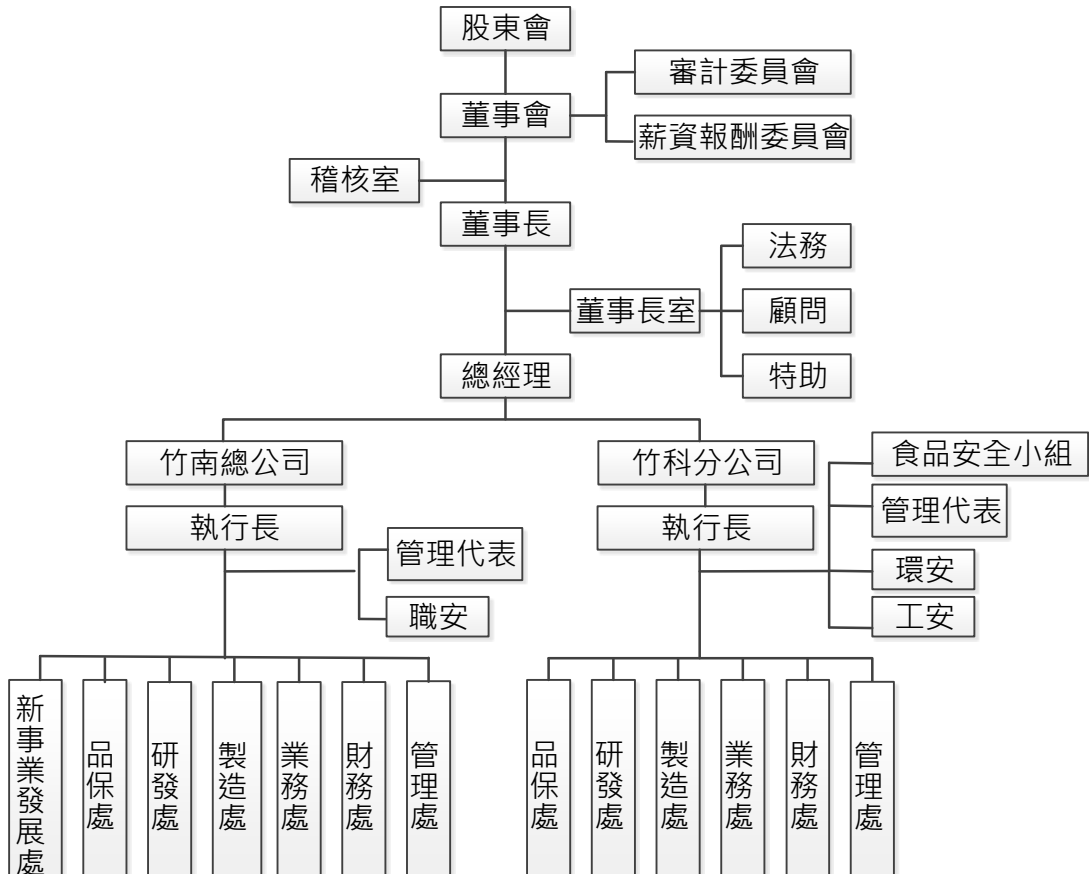 股東會
董事會
審計委員會
薪資報酬委員會
稽核室
董事長
董事長室
法務
顧問
特助
總經理
竹南總公司
執行長
管理代表
職安
竹科分公司
執行長
食品安全小組
管理代表
環安
工安
新事業發展處
品保處
研發處
製造處
業務處
財務處
管理處
品保處
研發處
製造處
業務處
財務處
管理處